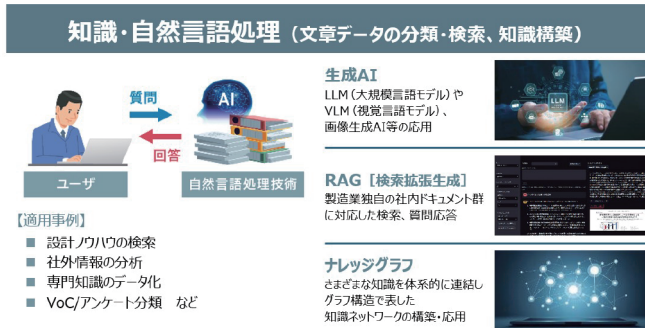 知識・自然言語処理（文章データの分類・検索、知識構築）
質問
AI
回答
ユーザ
自然言語処理技術
【適用事例】
■ 設計ノウハウの検索
■ 社外情報の分析
■ 専門知識のデータ化
■ VoC/アンケート分類 など
生成AI
LLM（大規模言語モデル）や
VLM（視覚言語モデル）、
画像生成AI等の応用
LLM
RAG［検索拡張生成］
製造業独自の社内ドキュメント群
に対応した検索、質問応答
ナレッジグラフ
さまざまな知識を体系的に連結し
グラフ構造で表した
知識ネットワークの構築・応用